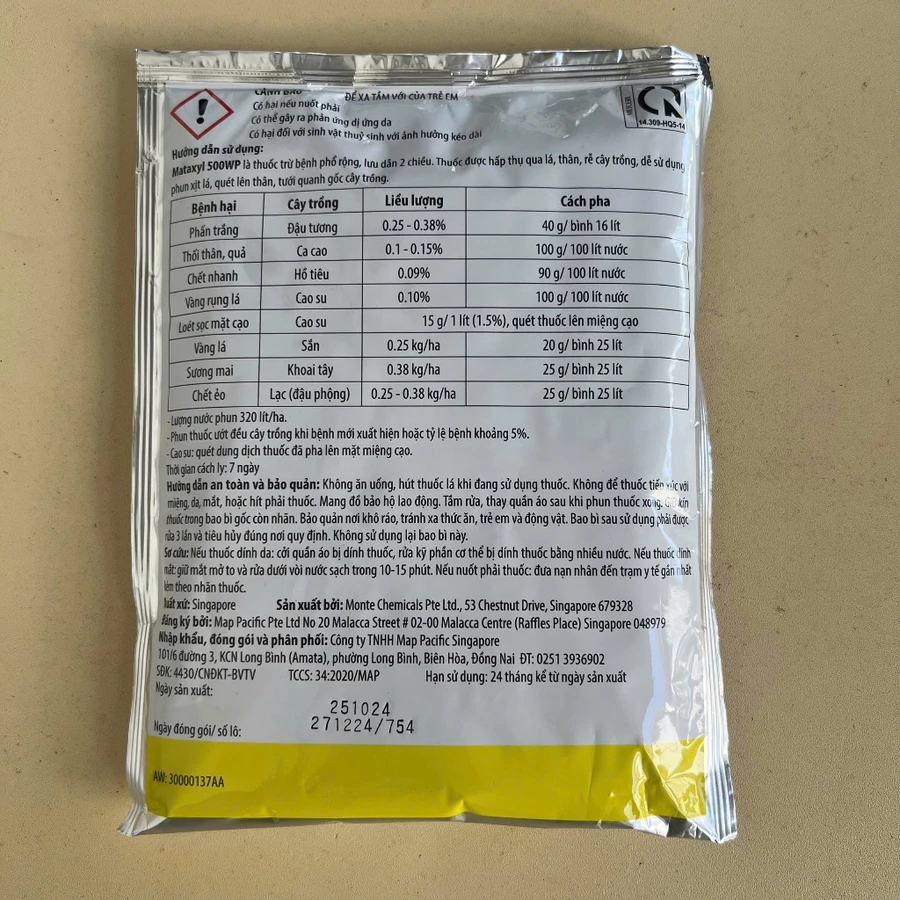 CẢNH BÁO ĐỂ XA TẦM VỚI CỦA TRẺ EM
Có hại nếu nuốt phải
Có thể gây ra phản ứng dị ứng da
Có hại đối với sinh vật thuỷ sinh với ảnh hưởng kéo dài
14.309-HQ5-14
Hướng dẫn sử dụng:
Mataxyl 500WP là thuốc trừ bệnh phổ rộng, lưu dẫn 2 chiều. Thuốc được hấp thụ qua lá, thân, rễ cây trồng, dễ sử dụng
phun xịt lá, quét lên thân, tưới quanh gốc cây trồng.
Bệnh hại Cây trồng Liều lượng Cách pha
Phấn trắng Đậu tương 0.25 - 0.38% 40 g/ bình 16 lít
Thối thân, quả Ca cao 0.1 - 0.15% 100 g/ 100 lít nước
Chết nhanh Hồ tiêu 0.09% 90 g/ 100 lít nước
Vàng rụng lá Cao su 0.10% 100 g/ 100 lít nước
Loét sọc mặt cạo Cao su 15 g/ 1 lít (1.5%), quét thuốc lên miệng cạo
Vàng lá Sắn 0.25 kg/ha 20 g/ bình 25 lít
Sương mai Khoai tây 0.38 kg/ha 25 g/ bình 25 lít
Chết ẻo Lạc (đậu phộng) 0.25 - 0.38 kg/ha 25 g/ bình 25 lít
- Lượng nước phun 320 lít/ha.
- Phun thuốc ướt đều cây trồng khi bệnh mới xuất hiện hoặc tỷ lệ bệnh khoảng 5%.
- Cao su: quét dung dịch thuốc đã pha lên mặt miệng cạo.
Thời gian cách ly: 7 ngày
Hướng dẫn an toàn và bảo quản: Không ăn uống, hút thuốc lá khi đang sử dụng thuốc. Không để thuốc tiếp xúc với
miệng, da, mắt, hoặc hít phải thuốc. Mang đồ bảo hộ lao động. Tắm rửa, thay quần áo sau khi phun thuốc xong. Giữ kín
thuốc trong bao bì gốc còn nhãn. Bảo quản nơi khô ráo, tránh xa thức ăn, trẻ em và động vật. Bao bì sau sử dụng phải được
rửa 3 lần và tiêu hủy đúng nơi quy định. Không sử dụng lại bao bì này.
Sơ cứu: Nếu thuốc dính da: cởi quần áo bị dính thuốc, rửa kỹ phần cơ thể bị dính thuốc bằng nhiều nước. Nếu thuốc dính
mắt: giữ mắt mở to và rửa dưới vòi nước sạch trong 10-15 phút. Nếu nuốt phải thuốc: đưa nạn nhân đến trạm y tế gần nhất
kèm theo nhãn thuốc.
Xuất xứ: Singapore Sản xuất bởi: Monte Chemicals Pte Ltd., 53 Chestnut Drive, Singapore 679328
Đăng ký bởi: Map Pacific Pte Ltd No 20 Malacca Street # 02-00 Malacca Centre (Raffles Place) Singapore 048979
Nhập khẩu, đóng gói và phân phối: Công ty TNHH Map Pacific Singapore
101/6 đường 3, KCN Long Bình (Amata), phường Long Bình, Biên Hòa, Đồng Nai ĐT: 0251 3936902
SĐK: 4430/CNĐKT-BVTV TCCS: 34:2020/MAP Hạn sử dụng: 24 tháng kể từ ngày sản xuất
Ngày sản xuất: 251024
Ngày đóng gói/ số lô: 271224/754
AW: 30000137AA